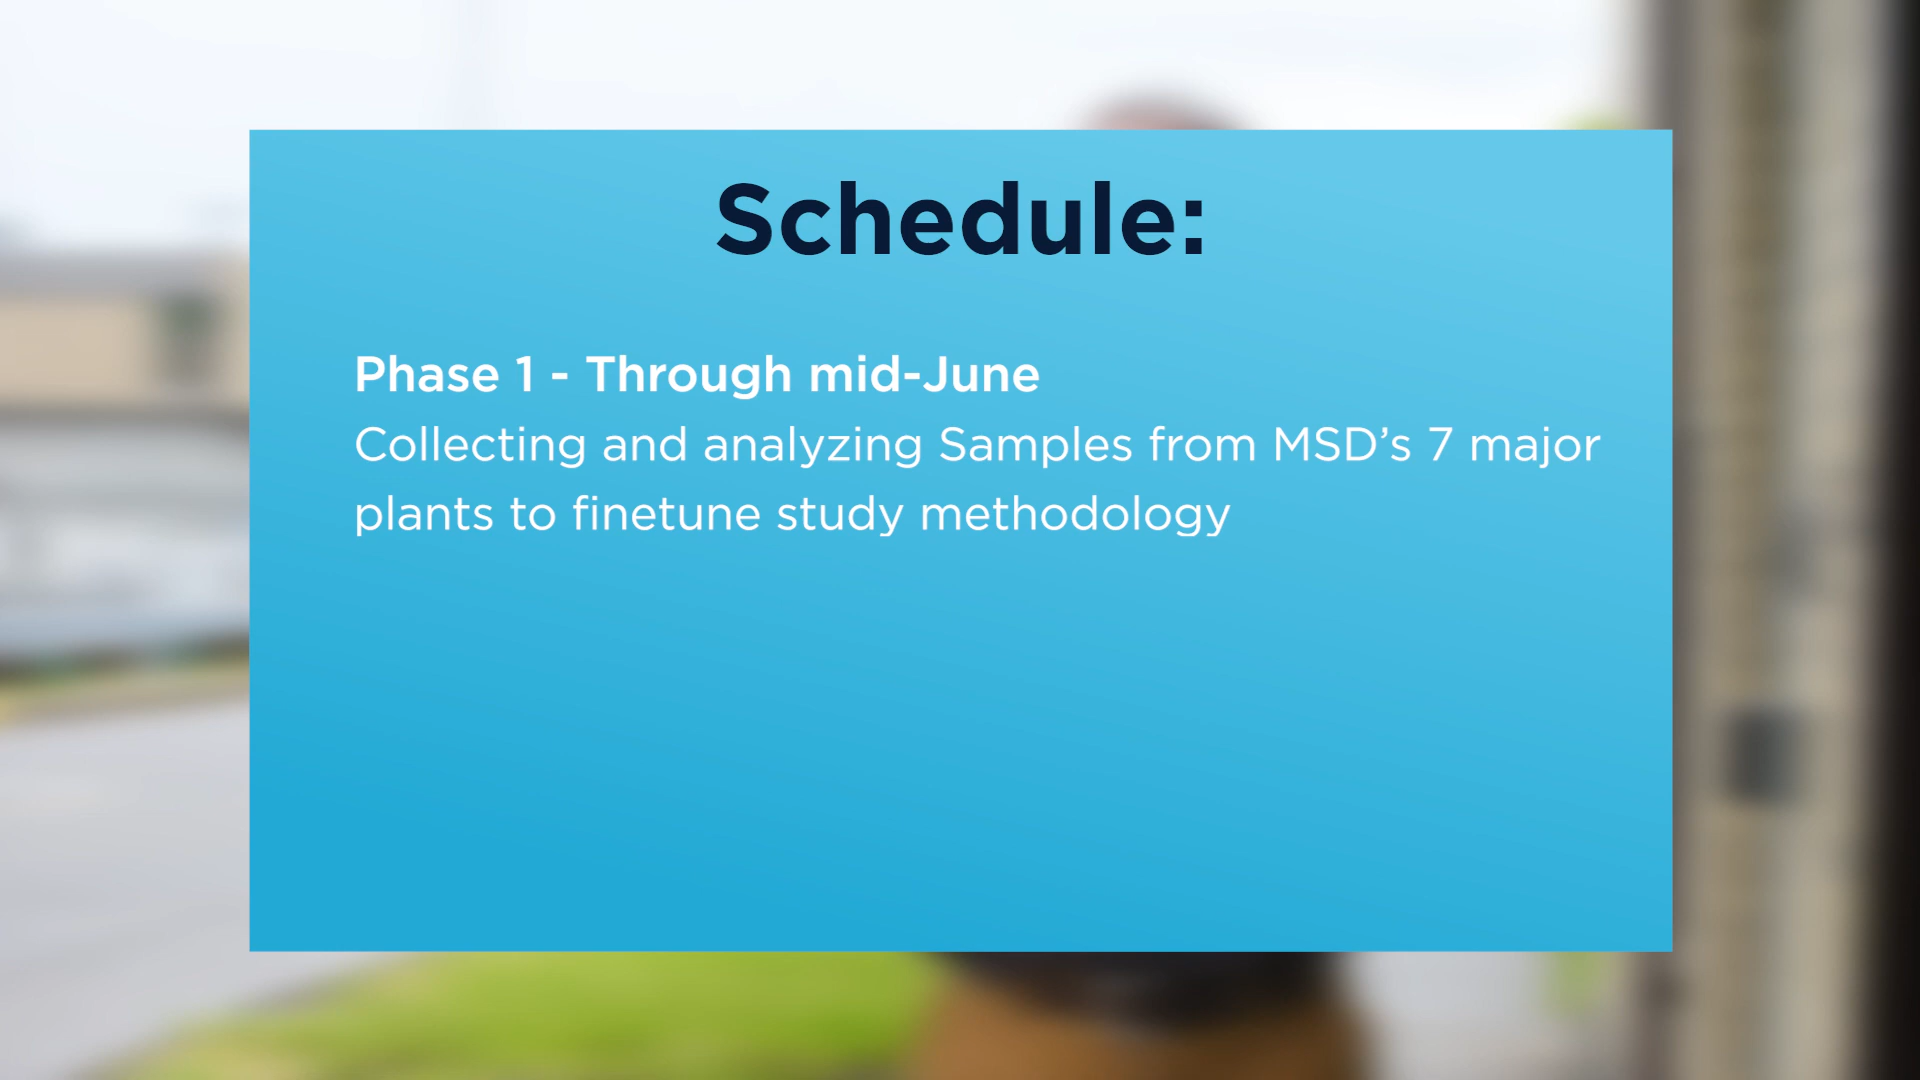 Schedule:
Phase 1 - Through mid-June
Collecting and analyzing Samples from MSD’s 7 major
plants to finetune study methodology